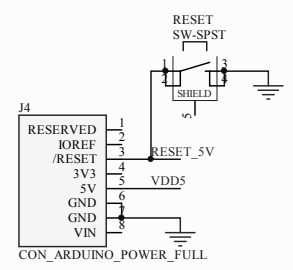 RESET
SW-SPST
1
2
3
4
SHIELD
5
J4
RESERVED 1
IOREF 2
/RESET 3 RESET_5V
3V3 4
5V 5 VDD5
GND 6
GND 7
VIN 8
CON_ARDUINO_POWER_FULL